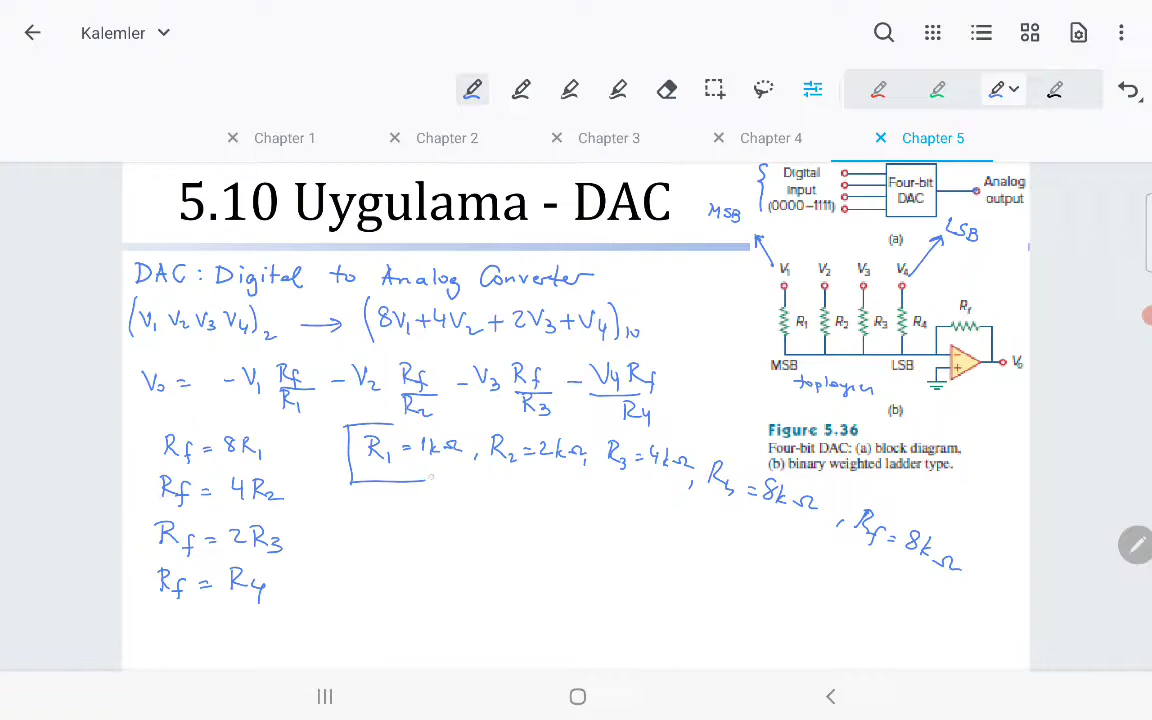 Kalemler
Chapter 1
Chapter 2
Chapter 3
Chapter 4
Chapter 5
5.10 Uygulama - DAC
Digital
input
(0000–1111)
Four-bit
DAC
Analog
output
MSB
LSB
(a)
DAC : Digital to Analog Converter
(V₁ V₂ V₃ V₄)₂ → (8V₁+4V₂+2V₃+V₄)₁₀
V₁ V₂ V₃ V₄
R₁ R₂ R₃ R₄
Rf
Vₒ
MSB LSB
toplayıcı
(b)
V₀ = -V₁ Rf/R₁ -V₂ Rf/R₂ -V₃ Rf/R₃ - V₄Rf/R₄
Figure 5.36
Four-bit DAC: (a) block diagram,
(b) binary weighted ladder type.
Rf = 8R₁
R₁ = 1kΩ, R₂ = 2kΩ, R₃ = 4kΩ, R₄ = 8kΩ, Rf = 8kΩ
Rf = 4R₂
Rf = 2R₃
Rf = R₄